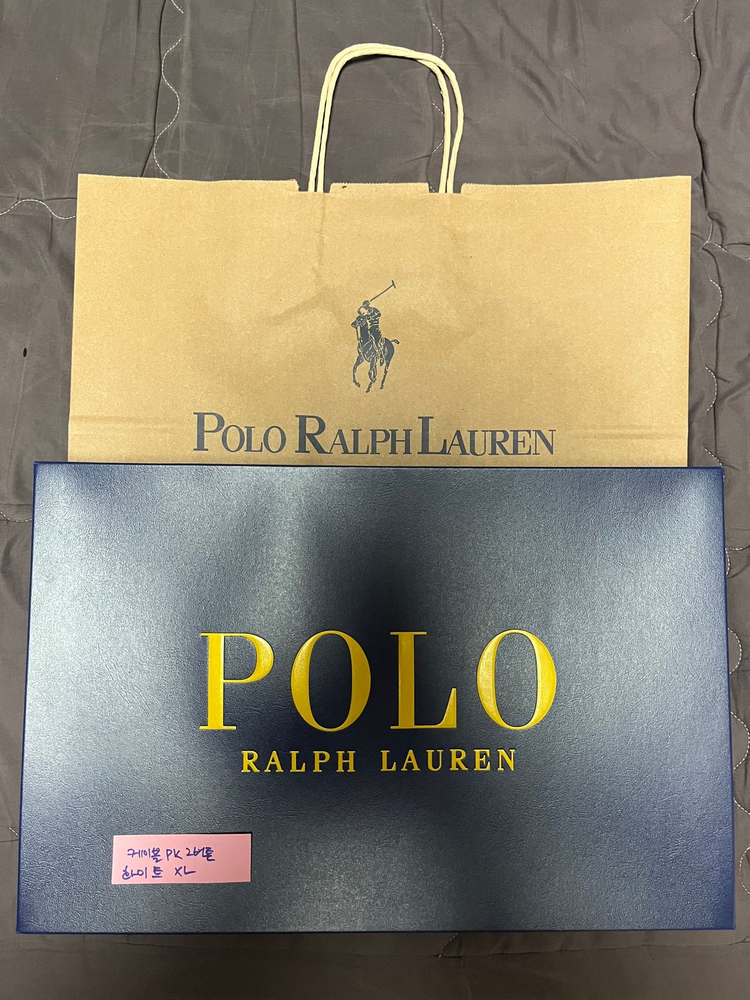 POLO RALPH LAUREN
POLO
RALPH LAUREN
케이블 PK 2버튼
화이트 XL